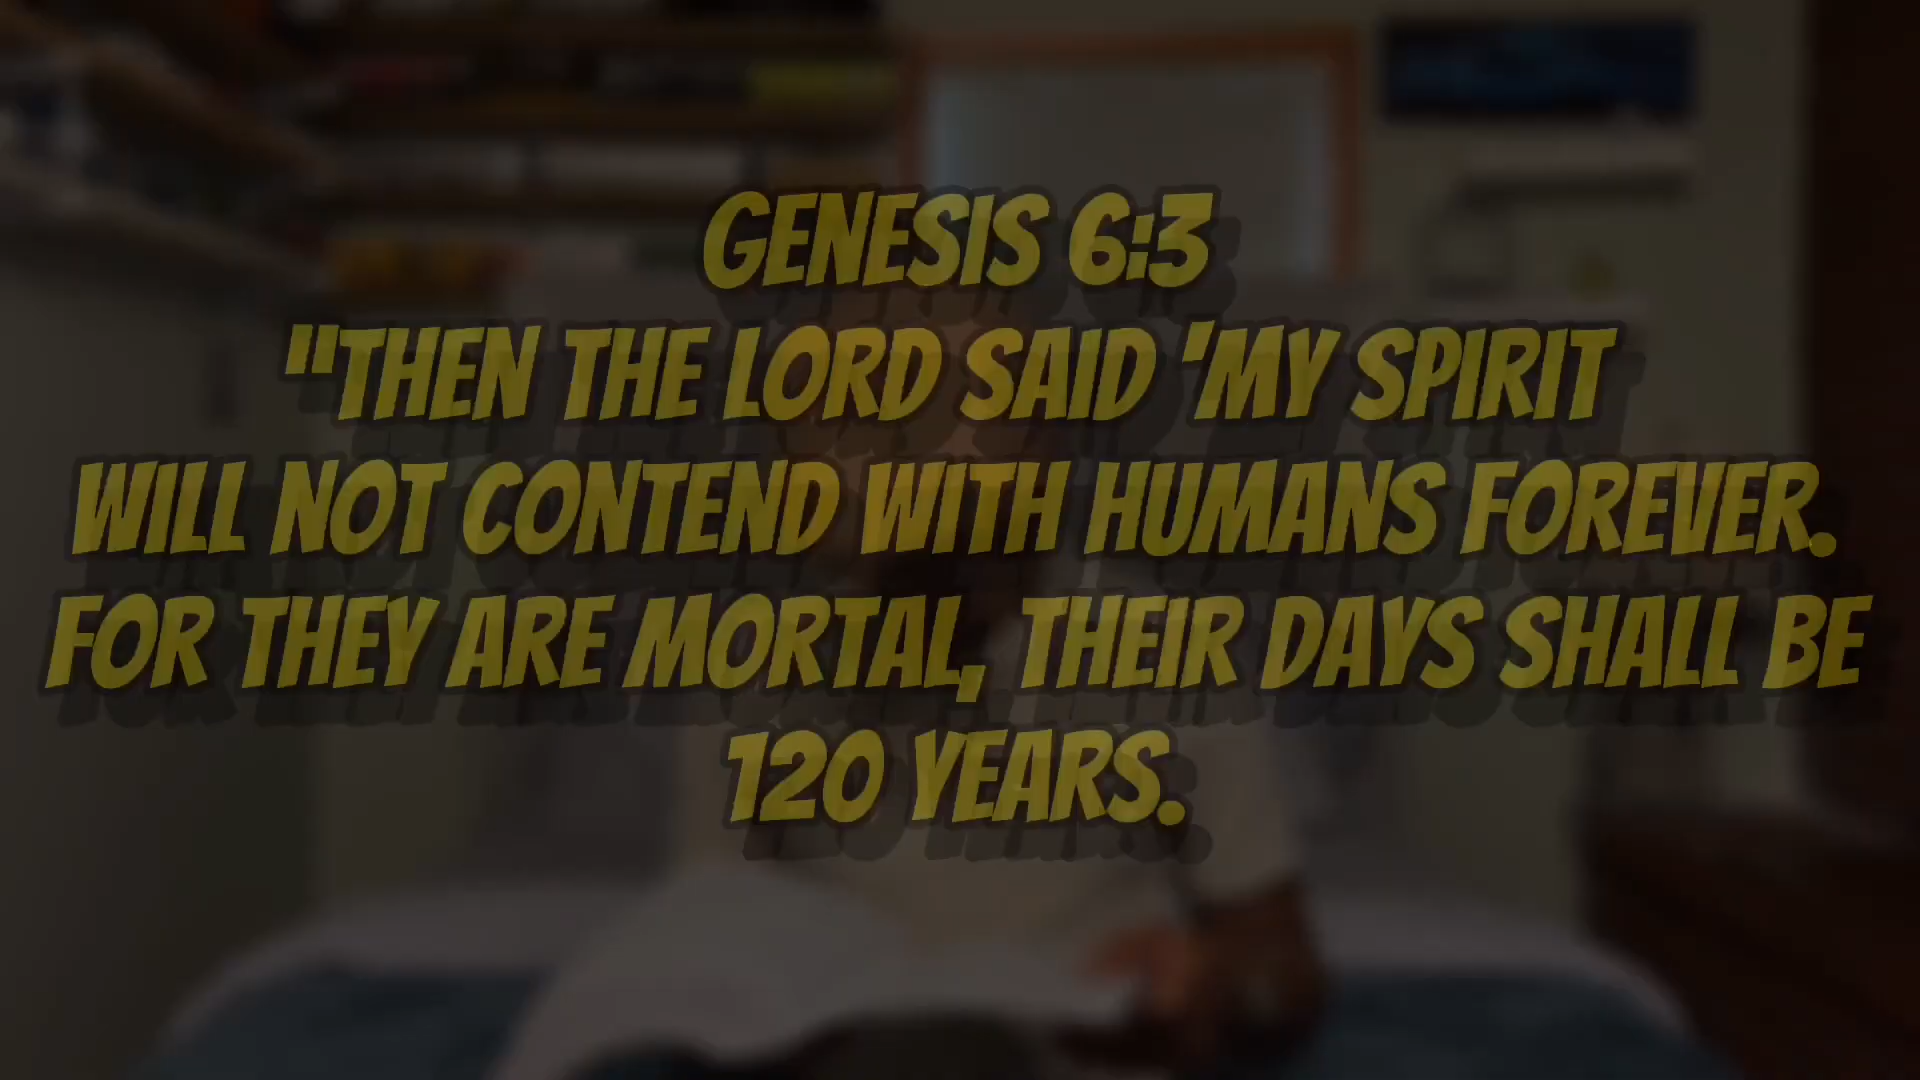 GENESIS 6:3
"THEN THE LORD SAID 'MY SPIRIT
WILL NOT CONTEND WITH HUMANS FOREVER.
FOR THEY ARE MORTAL, THEIR DAYS SHALL BE
120 YEARS.